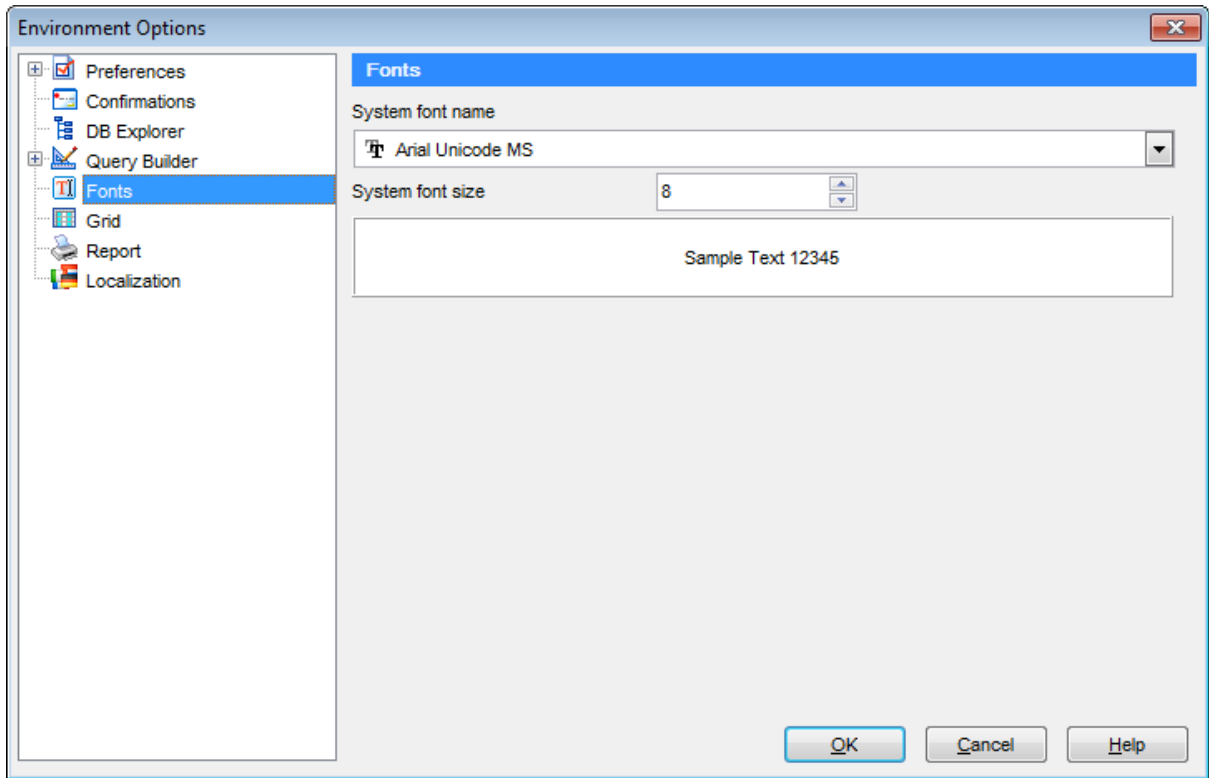 Environment Options
Preferences
Confirmations
DB Explorer
Query Builder
Fonts
Grid
Report
Localization
Fonts
System font name
Arial Unicode MS
System font size
8
Sample Text 12345
OK
Cancel
Help